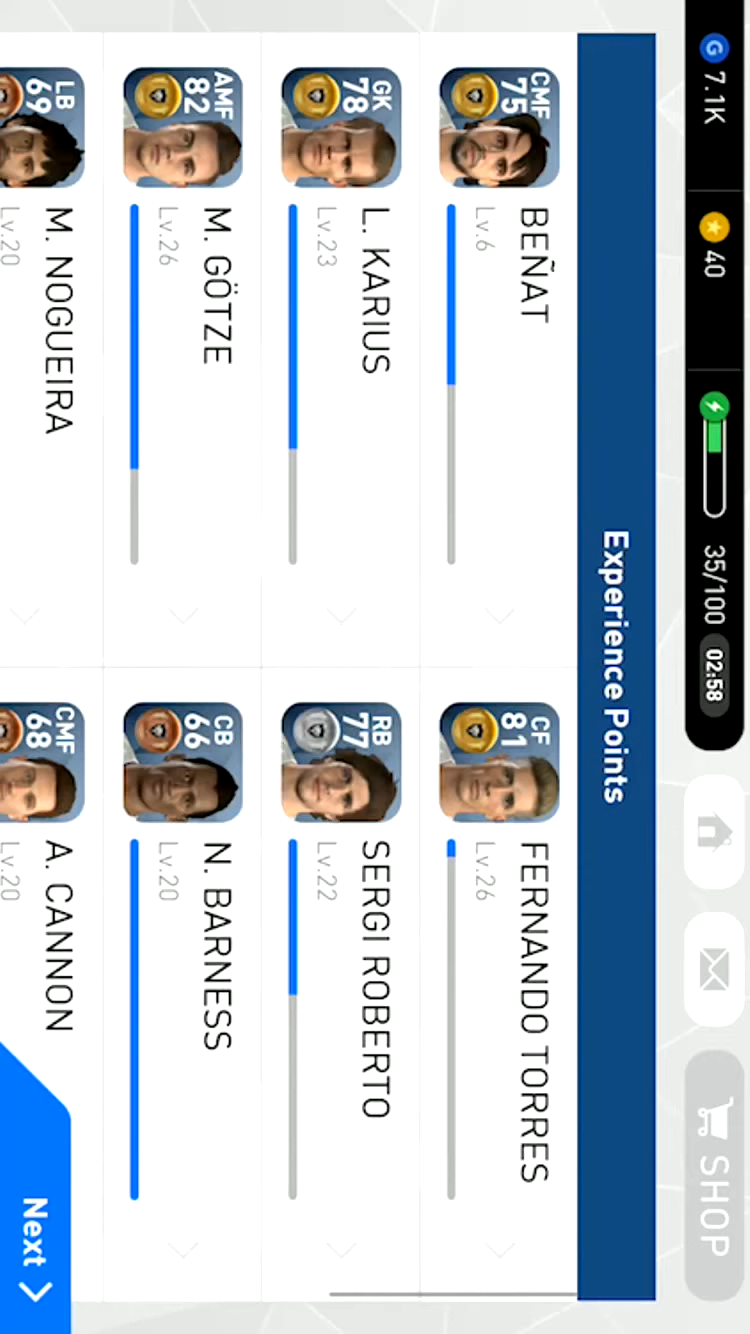 G 7.1K
40
35/100 02:58
SHOP
Experience Points
CMF
75
BEÑAT
Lv.6
CF
81
FERNANDO TORRES
Lv.26
GK
78
L. KARIUS
Lv.23
RB
77
SERGI ROBERTO
Lv.22
AMF
82
M. GÖTZE
Lv.26
CB
66
N. BARNESS
Lv.20
LB
69
M. NOGUEIRA
Lv.20
CMF
68
A. CANNON
Lv.20
Next